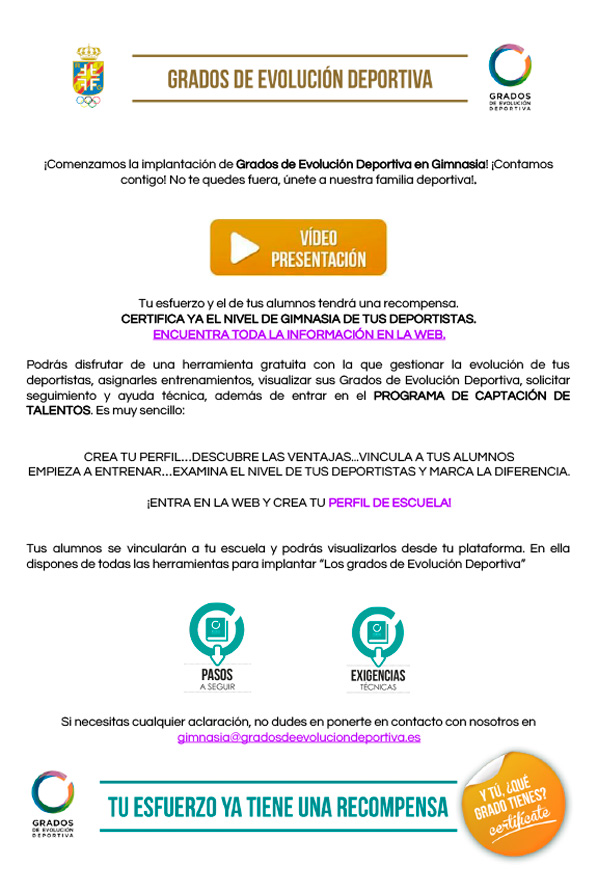 GRADOS DE EVOLUCIÓN DEPORTIVA
GRADOS
DE EVOLUCIÓN
DEPORTIVA
¡Comenzamos la implantación de Grados de Evolución Deportiva en Gimnasia! ¡Contamos
contigo! No te quedes fuera, únete a nuestra familia deportiva!.
VÍDEO
PRESENTACIÓN
Tu esfuerzo y el de tus alumnos tendrá una recompensa.
CERTIFICA YA EL NIVEL DE GIMNASIA DE TUS DEPORTISTAS.
ENCUENTRA TODA LA INFORMACIÓN EN LA WEB.
Podrás disfrutar de una herramienta gratuita con la que gestionar la evolución de tus
deportistas, asignarles entrenamientos, visualizar sus Grados de Evolución Deportiva, solicitar
seguimiento y ayuda técnica, además de entrar en el PROGRAMA DE CAPTACIÓN DE
TALENTOS. Es muy sencillo:
CREA TU PERFIL...DESCUBRE LAS VENTAJAS...VINCULA A TUS ALUMNOS
EMPIEZA A ENTRENAR...EXAMINA EL NIVEL DE TUS DEPORTISTAS Y MARCA LA DIFERENCIA.
¡ENTRA EN LA WEB Y CREA TU PERFIL DE ESCUELA!
Tus alumnos se vincularán a tu escuela y podrás visualizarlos desde tu plataforma. En ella
dispones de todas las herramientas para implantar “Los grados de Evolución Deportiva”
PASOS
A SEGUIR
EXIGENCIAS
TÉCNICAS
Si necesitas cualquier aclaración, no dudes en ponerte en contacto con nosotros en
gimnasia@gradosdeevoluciondeportiva.es
GRADOS
DE EVOLUCIÓN
DEPORTIVA
TU ESFUERZO YA TIENE UNA RECOMPENSA
Y TÚ, ¿QUÉ
GRADO TIENES?
certifícate